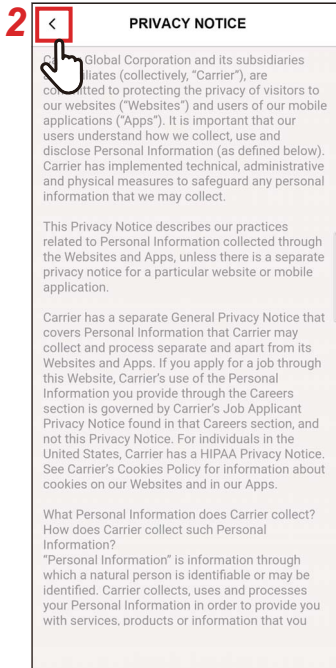 2
PRIVACY NOTICE
Global Corporation and its subsidiaries
(collectively, “Carrier”), are
to protecting the privacy of visitors to
our websites (“Websites”) and users of our mobile
applications (“Apps”). It is important that our
users understand how we collect, use and
disclose Personal Information (as defined below).
Carrier has implemented technical, administrative
and physical measures to safeguard any personal
information that we may collect.
This Privacy Notice describes our practices
related to Personal Information collected through
the Websites and Apps, unless there is a separate
privacy notice for a particular website or mobile
application.
Carrier has a separate General Privacy Notice that
covers Personal Information that Carrier may
collect and process separate and apart from its
Websites and Apps. If you apply for a job through
this Website, Carrier’s use of the Personal
Information you provide through the Careers
section is governed by Carrier’s Job Applicant
Privacy Notice found in that Careers section, and
not this Privacy Notice. For individuals in the
United States, Carrier has a HIPAA Privacy Notice.
See Carrier’s Cookies Policy for information about
cookies on our Websites and in our Apps.
What Personal Information does Carrier collect?
How does Carrier collect such Personal
Information?
“Personal Information” is information through
which a natural person is identifiable or may be
identified. Carrier collects, uses and processes
your Personal Information in order to provide you
with services, products or information that you